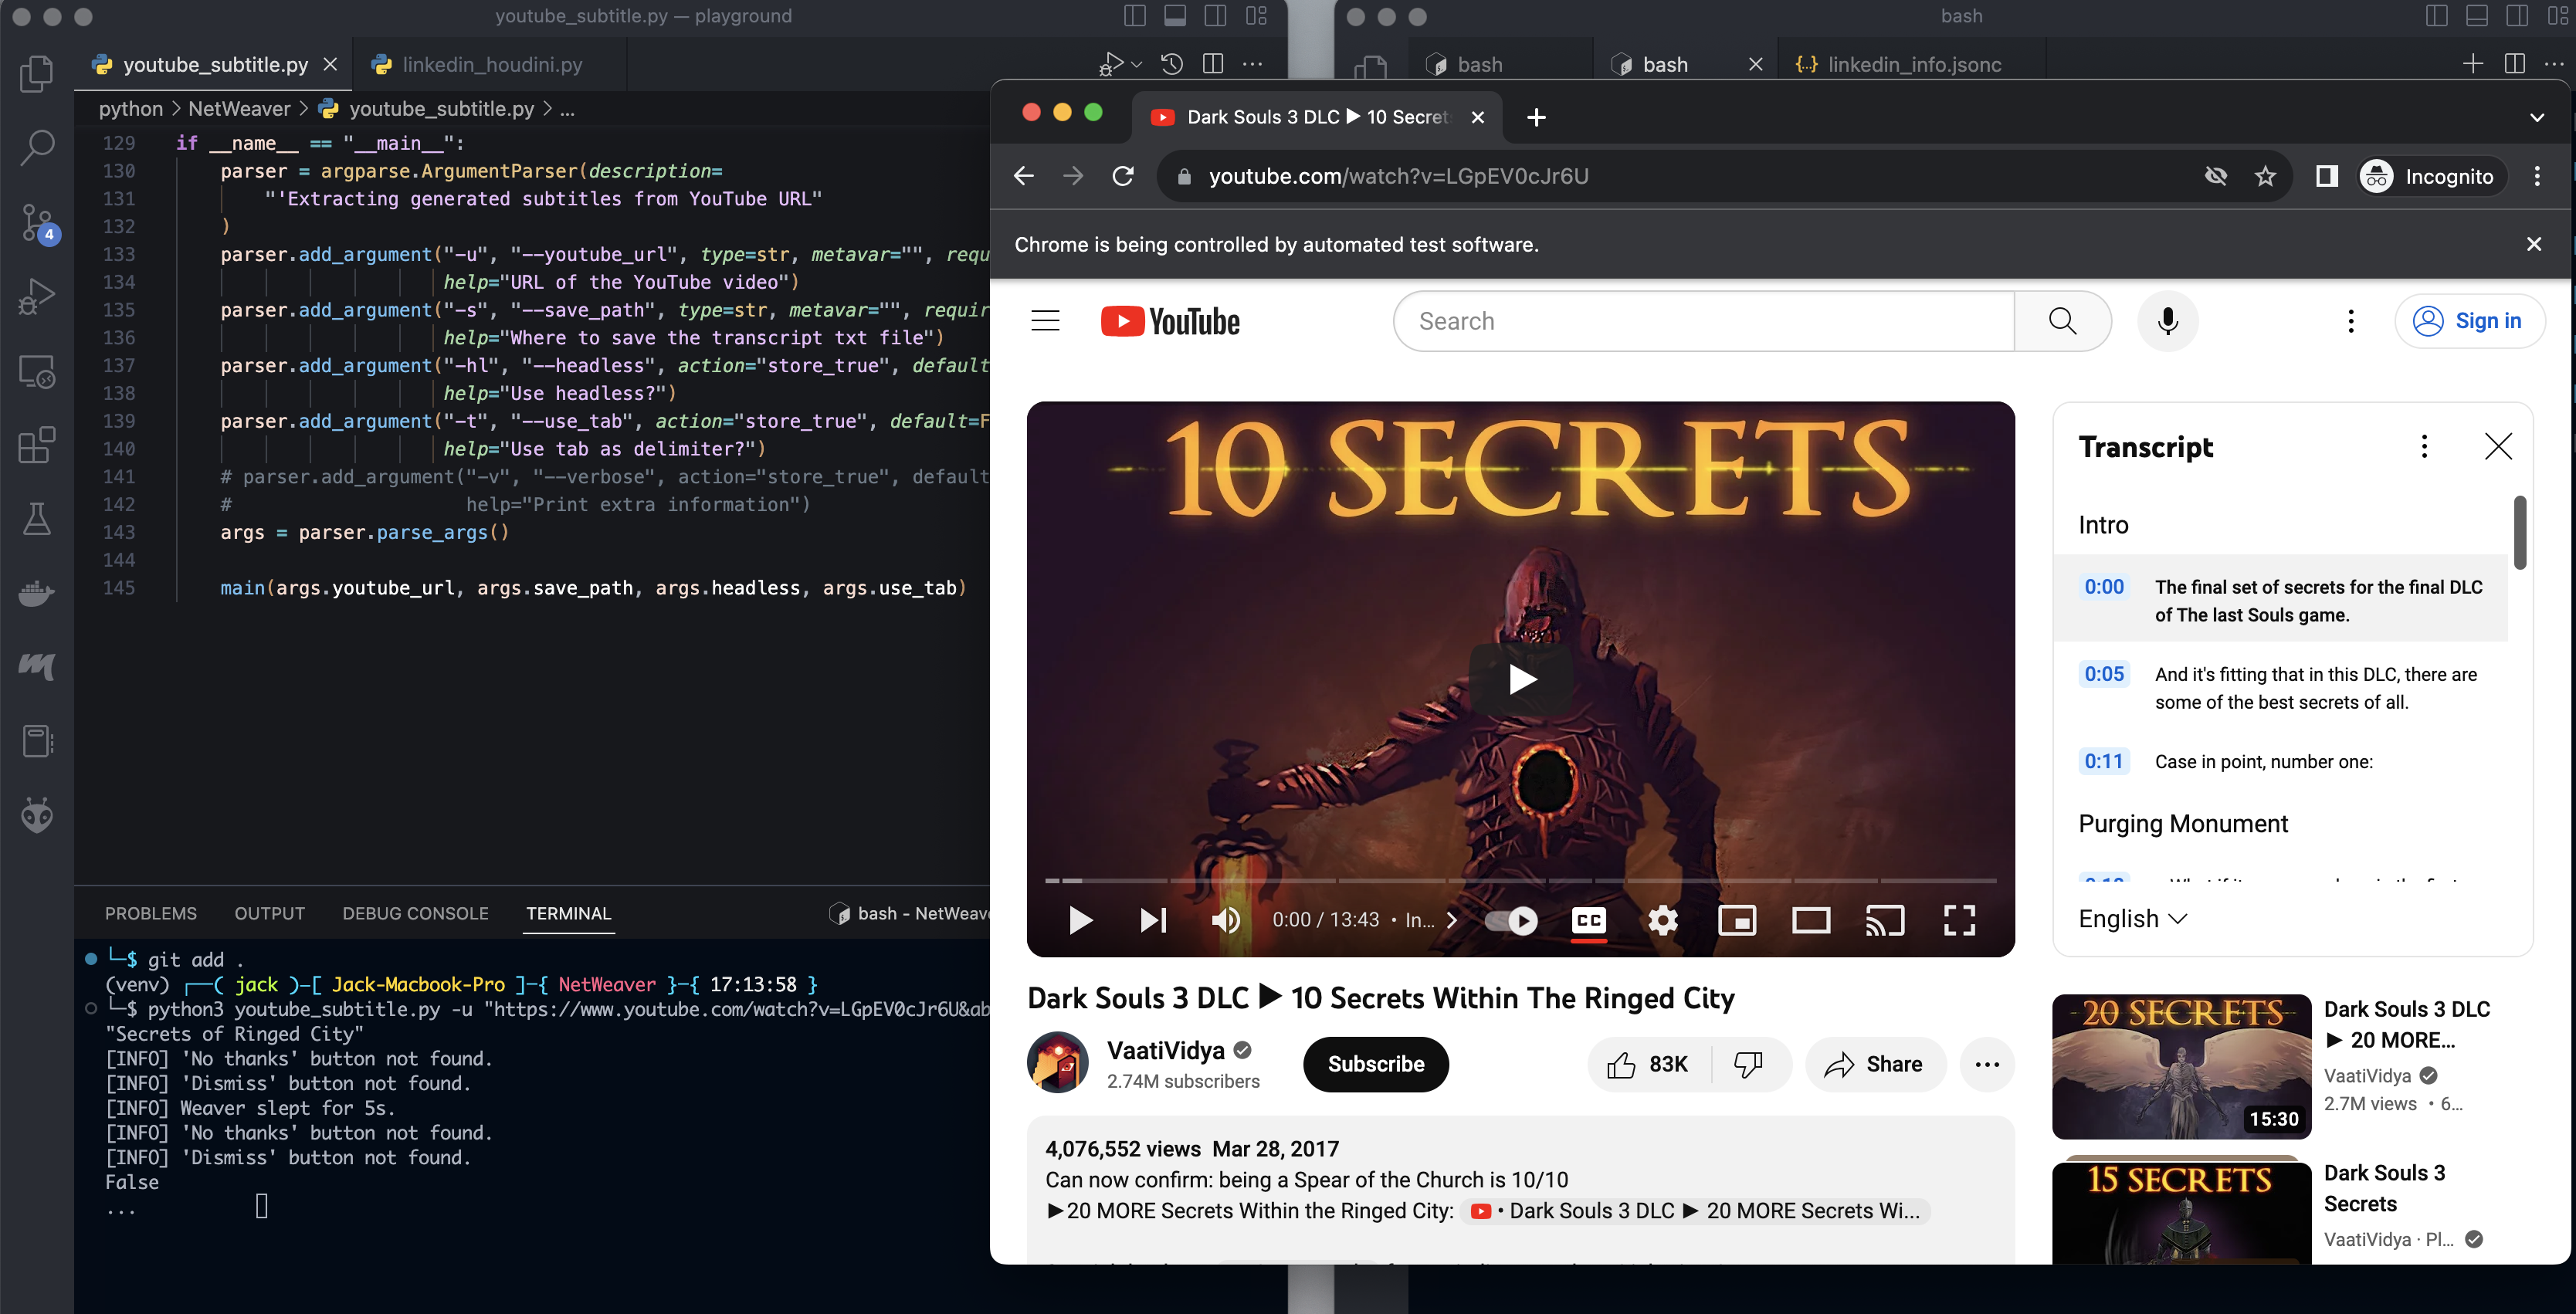 youtube_subtitle.py — playground
youtube_subtitle.py
linkedin_houdini.py
python > NetWeaver > youtube_subtitle.py > ...
4
129 if __name__ == "__main__":
130 parser = argparse.ArgumentParser(description=
131 "'Extracting generated subtitles from YouTube URL"
132 )
133 parser.add_argument("-u", "--youtube_url", type=str, metavar="", requ
134 help="URL of the YouTube video")
135 parser.add_argument("-s", "--save_path", type=str, metavar="", requir
136 help="Where to save the transcript txt file")
137 parser.add_argument("-hl", "--headless", action="store_true", default
138 help="Use headless?")
139 parser.add_argument("-t", "--use_tab", action="store_true", default=F
140 help="Use tab as delimiter?")
141 # parser.add_argument("-v", "--verbose", action="store_true", default
142 # help="Print extra information")
143 args = parser.parse_args()
144
145 main(args.youtube_url, args.save_path, args.headless, args.use_tab)
PROBLEMS OUTPUT DEBUG CONSOLE TERMINAL
bash - NetWeave
└─$ git add .
(venv) ┌──( jack )─[ Jack-Macbook-Pro ]─{ NetWeaver }─{ 17:13:58 }
└─$ python3 youtube_subtitle.py -u "https://www.youtube.com/watch?v=LGpEV0cJr6U&ab
"Secrets of Ringed City"
[INFO] 'No thanks' button not found.
[INFO] 'Dismiss' button not found.
[INFO] Weaver slept for 5s.
[INFO] 'No thanks' button not found.
[INFO] 'Dismiss' button not found.
False
...
bash
bash
bash
{..} linkedin_info.jsonc
Dark Souls 3 DLC ▶ 10 Secret
youtube.com/watch?v=LGpEV0cJr6U
Incognito
Chrome is being controlled by automated test software.
YouTube
Search
Sign in
10 SECRETS
0:00 / 13:43 • In...
CC
Transcript
Intro
0:00 The final set of secrets for the final DLC
of The last Souls game.
0:05 And it's fitting that in this DLC, there are
some of the best secrets of all.
0:11 Case in point, number one:
Purging Monument
English
Dark Souls 3 DLC ▶ 10 Secrets Within The Ringed City
VaatiVidya
2.74M subscribers
Subscribe
83K
Share
4,076,552 views Mar 28, 2017
Can now confirm: being a Spear of the Church is 10/10
▶20 MORE Secrets Within the Ringed City: • Dark Souls 3 DLC ▶ 20 MORE Secrets Wi...
20 SECRETS
15:30
Dark Souls 3 DLC
▶ 20 MORE...
VaatiVidya
2.7M views • 6...
15 SECRETS
Dark Souls 3
Secrets
VaatiVidya · Pl...